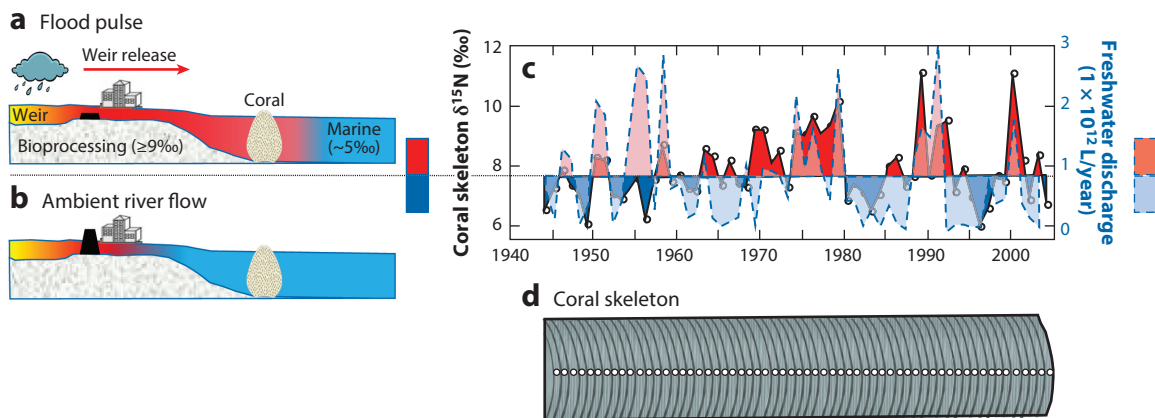 a Flood pulse
Weir release
Coral
Weir
Marine
(~5‰)
Bioprocessing (≥9‰)
b Ambient river flow
c
Coral skeleton δ¹⁵N (‰)
12
10
8
6
3
2
1
0
Freshwater discharge
(1 × 10¹² L/year)
1940 1950 1960 1970 1980 1990 2000
d Coral skeleton